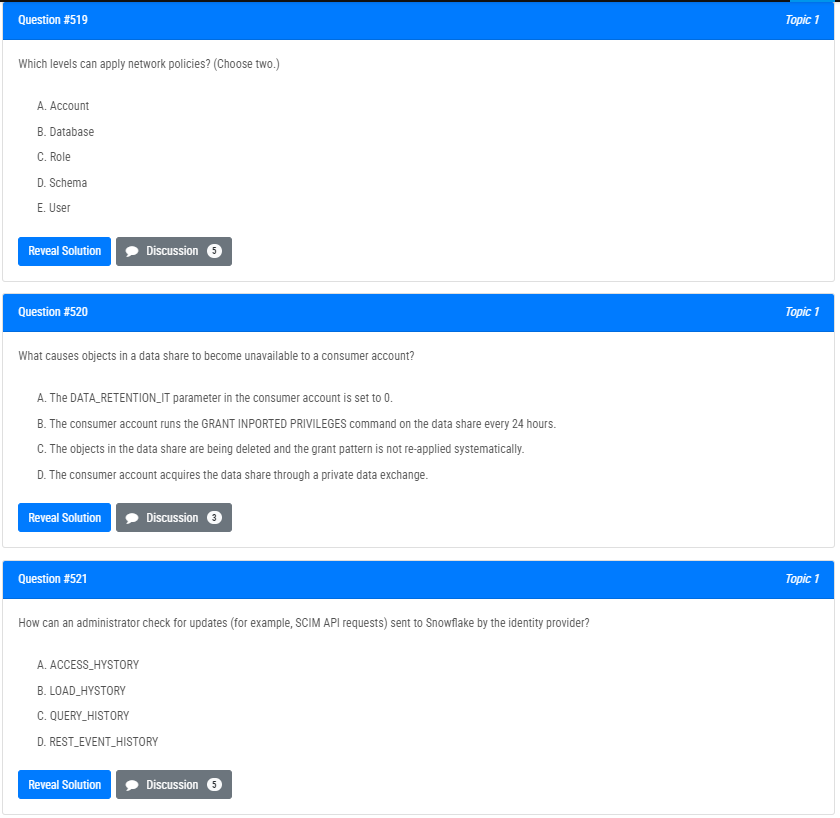 Question #519 Topic 1
Which levels can apply network policies? (Choose two.)
A. Account
B. Database
C. Role
D. Schema
E. User
Reveal Solution Discussion 5
Question #520 Topic 1
What causes objects in a data share to become unavailable to a consumer account?
A. The DATA_RETENTION_IT parameter in the consumer account is set to 0.
B. The consumer account runs the GRANT INPORTED PRIVILEGES command on the data share every 24 hours.
C. The objects in the data share are being deleted and the grant pattern is not re-applied systematically.
D. The consumer account acquires the data share through a private data exchange.
Reveal Solution Discussion 3
Question #521 Topic 1
How can an administrator check for updates (for example, SCIM API requests) sent to Snowflake by the identity provider?
A. ACCESS_HYSTORY
B. LOAD_HYSTORY
C. QUERY_HISTORY
D. REST_EVENT_HISTORY
Reveal Solution Discussion 5